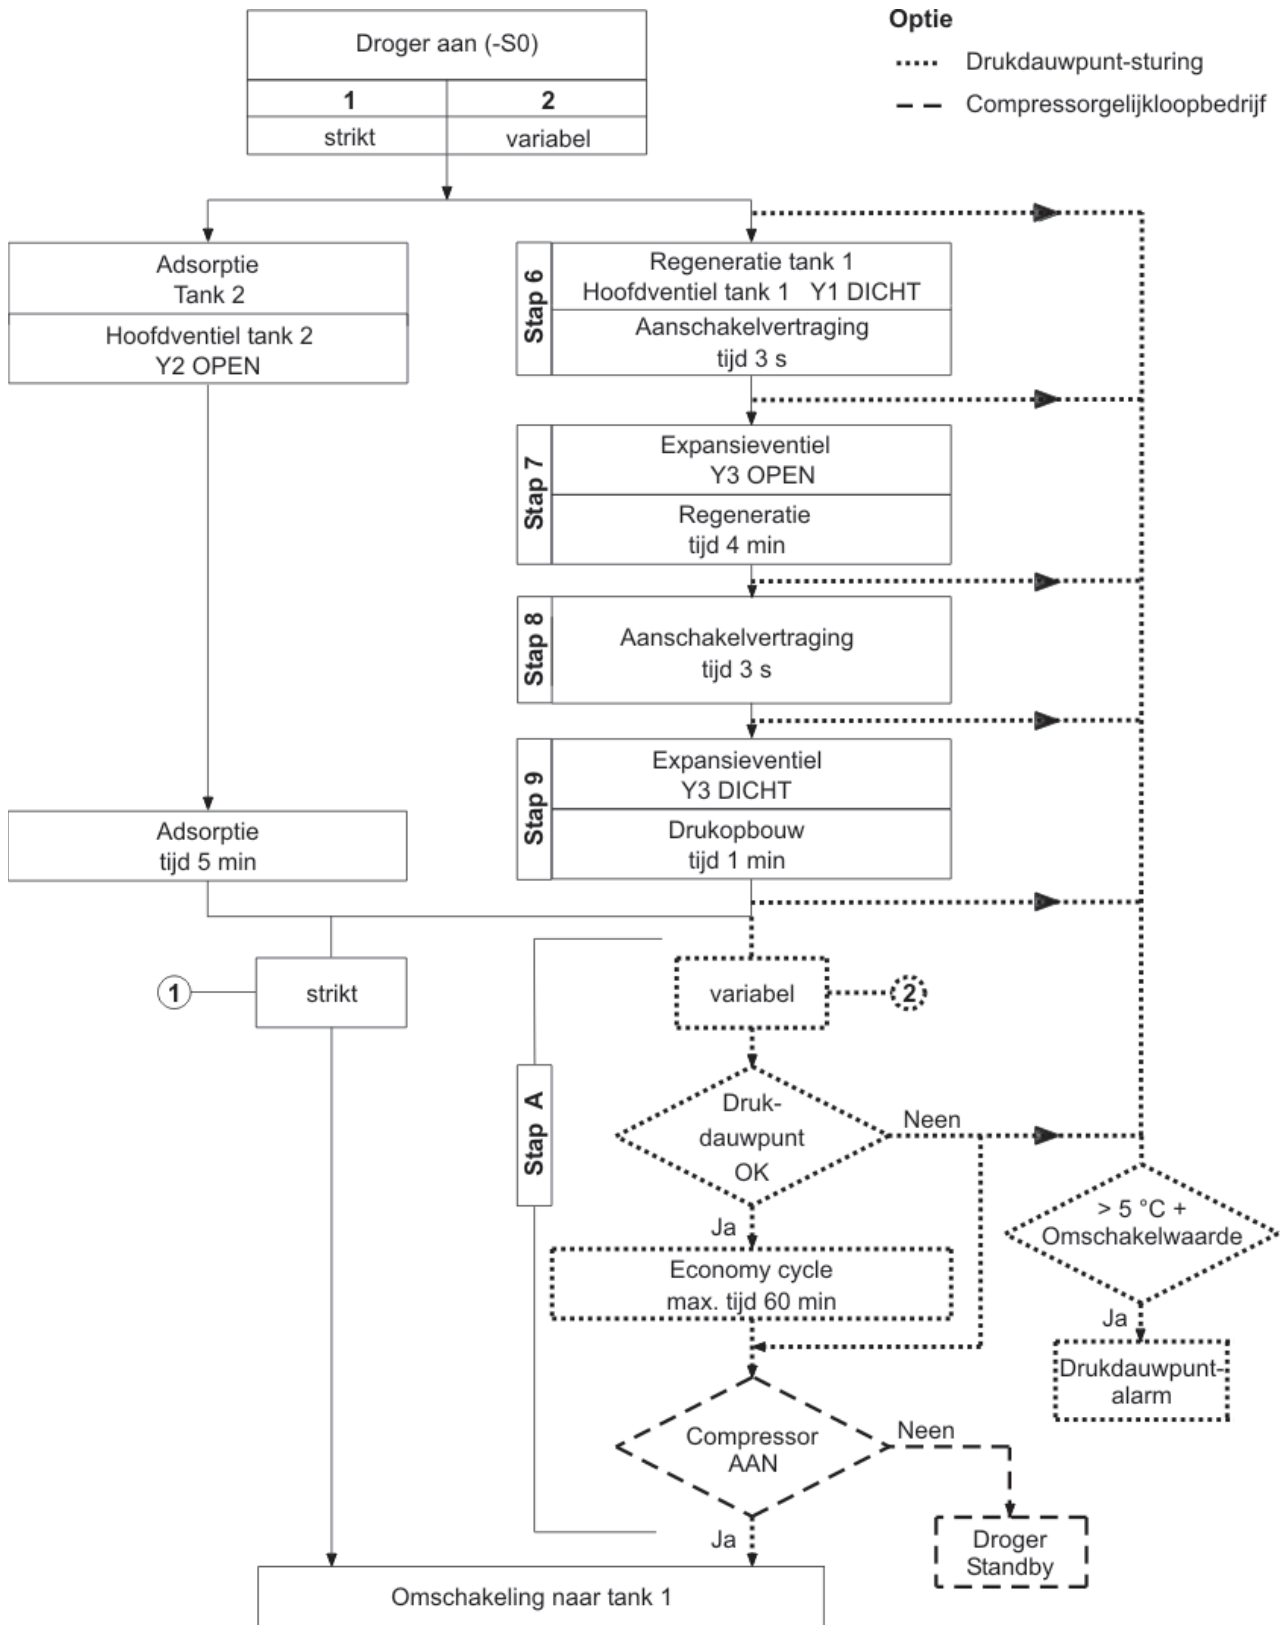 Optie
Drukdauwpunt-sturing
Compressorgelijkloopbedrijf
Droger aan (-S0)
1
2
strikt
variabel
Adsorptie
Tank 2
Hoofdventiel tank 2
Y2 OPEN
Stap 6
Regeneratie tank 1
Hoofdventiel tank 1 Y1 DICHT
Aanschakelvertraging
tijd 3 s
Stap 7
Expansieventiel
Y3 OPEN
Regeneratie
tijd 4 min
Stap 8
Aanschakelvertraging
tijd 3 s
Stap 9
Expansieventiel
Y3 DICHT
Drukopbouw
tijd 1 min
Adsorptie
tijd 5 min
1
strikt
variabel
2
Stap A
Druk-
dauwpunt
OK
Neen
Ja
> 5 °C +
Omschakelwaarde
Ja
Drukdauwpunt-
alarm
Economy cycle
max. tijd 60 min
Compressor
AAN
Neen
Ja
Droger
Standby
Omschakeling naar tank 1